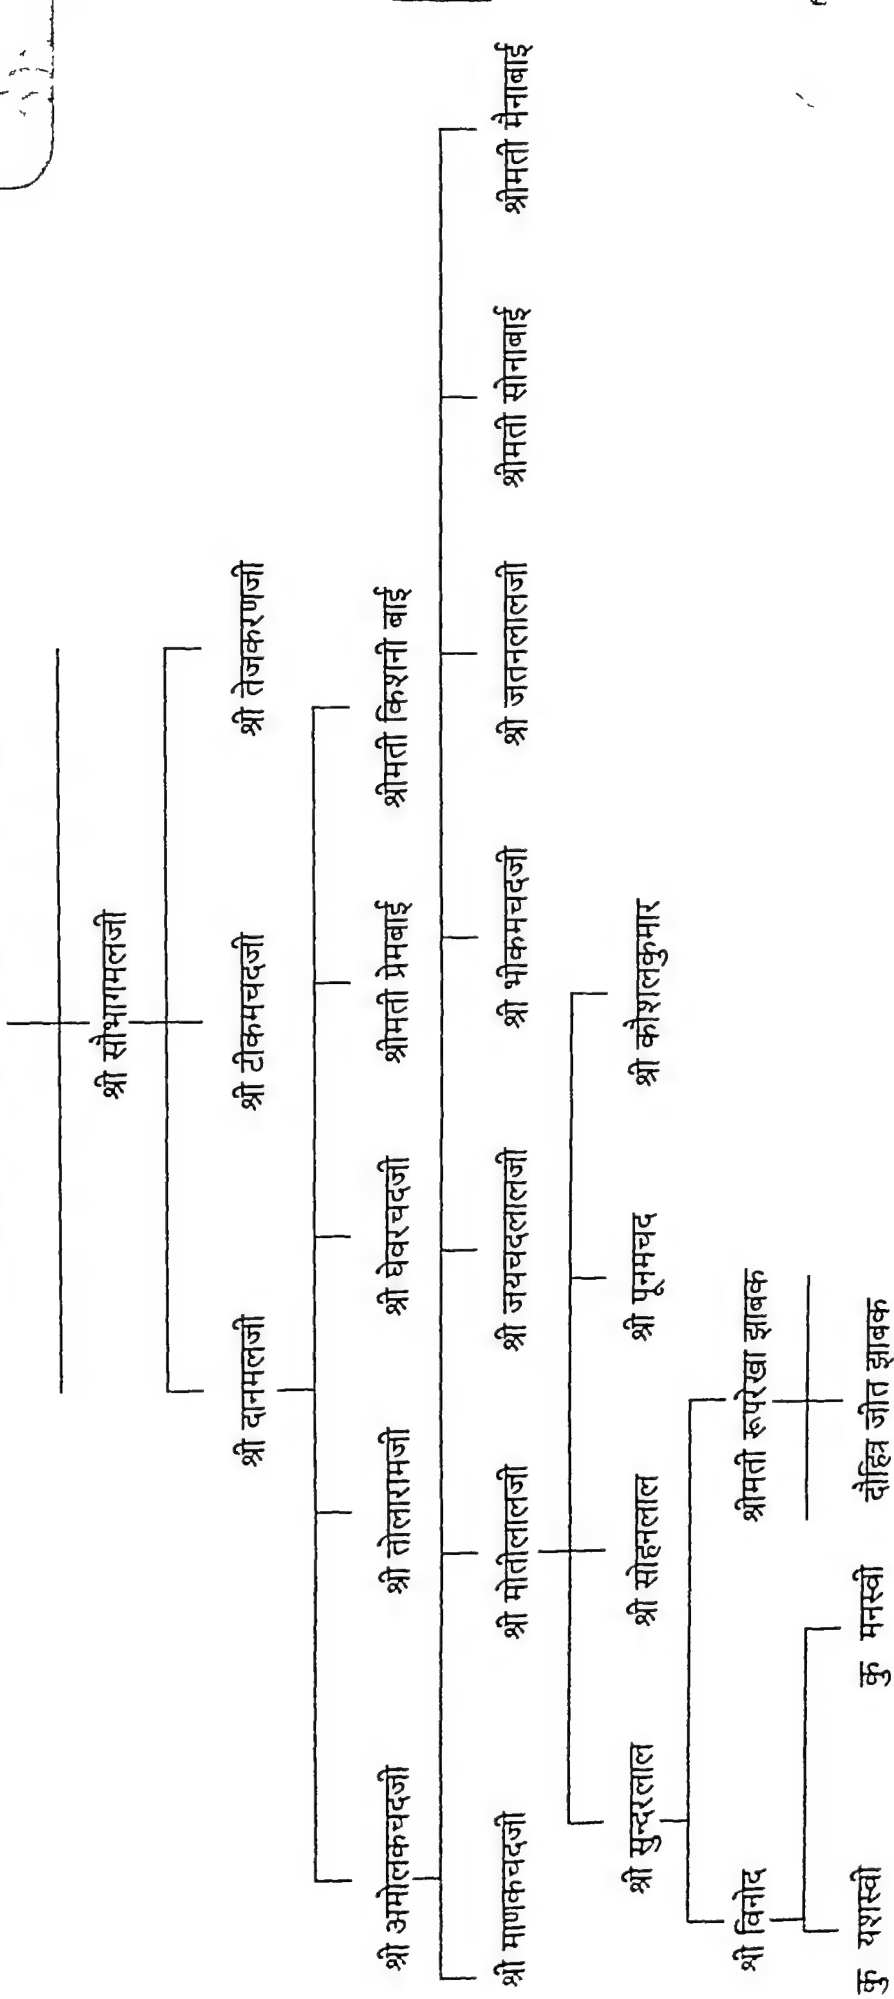 श्री सौभागमलजी
श्री दानमलजी श्री टीकमचदजी श्री तेजकरणजी
श्री अमोलकचदजी श्री तोलारामजी श्री घेवरचदजी श्रीमती प्रेमबाई श्रीमती किशनी बाई
श्री माणकचदजी श्री मोतीलालजी श्री जयचदलालजी श्री भीकमचदजी श्री जतनलालजी श्रीमती सोनाबाई श्रीमती मैनाबाई
श्री सुन्दरलाल श्री सोहनलाल श्री पूनमचद श्री कौशलकुमार
श्री विनोद श्रीमती रूपरेखा झाबक
कु यशस्वी कु मनस्वी दौहित्र जीत झाबक